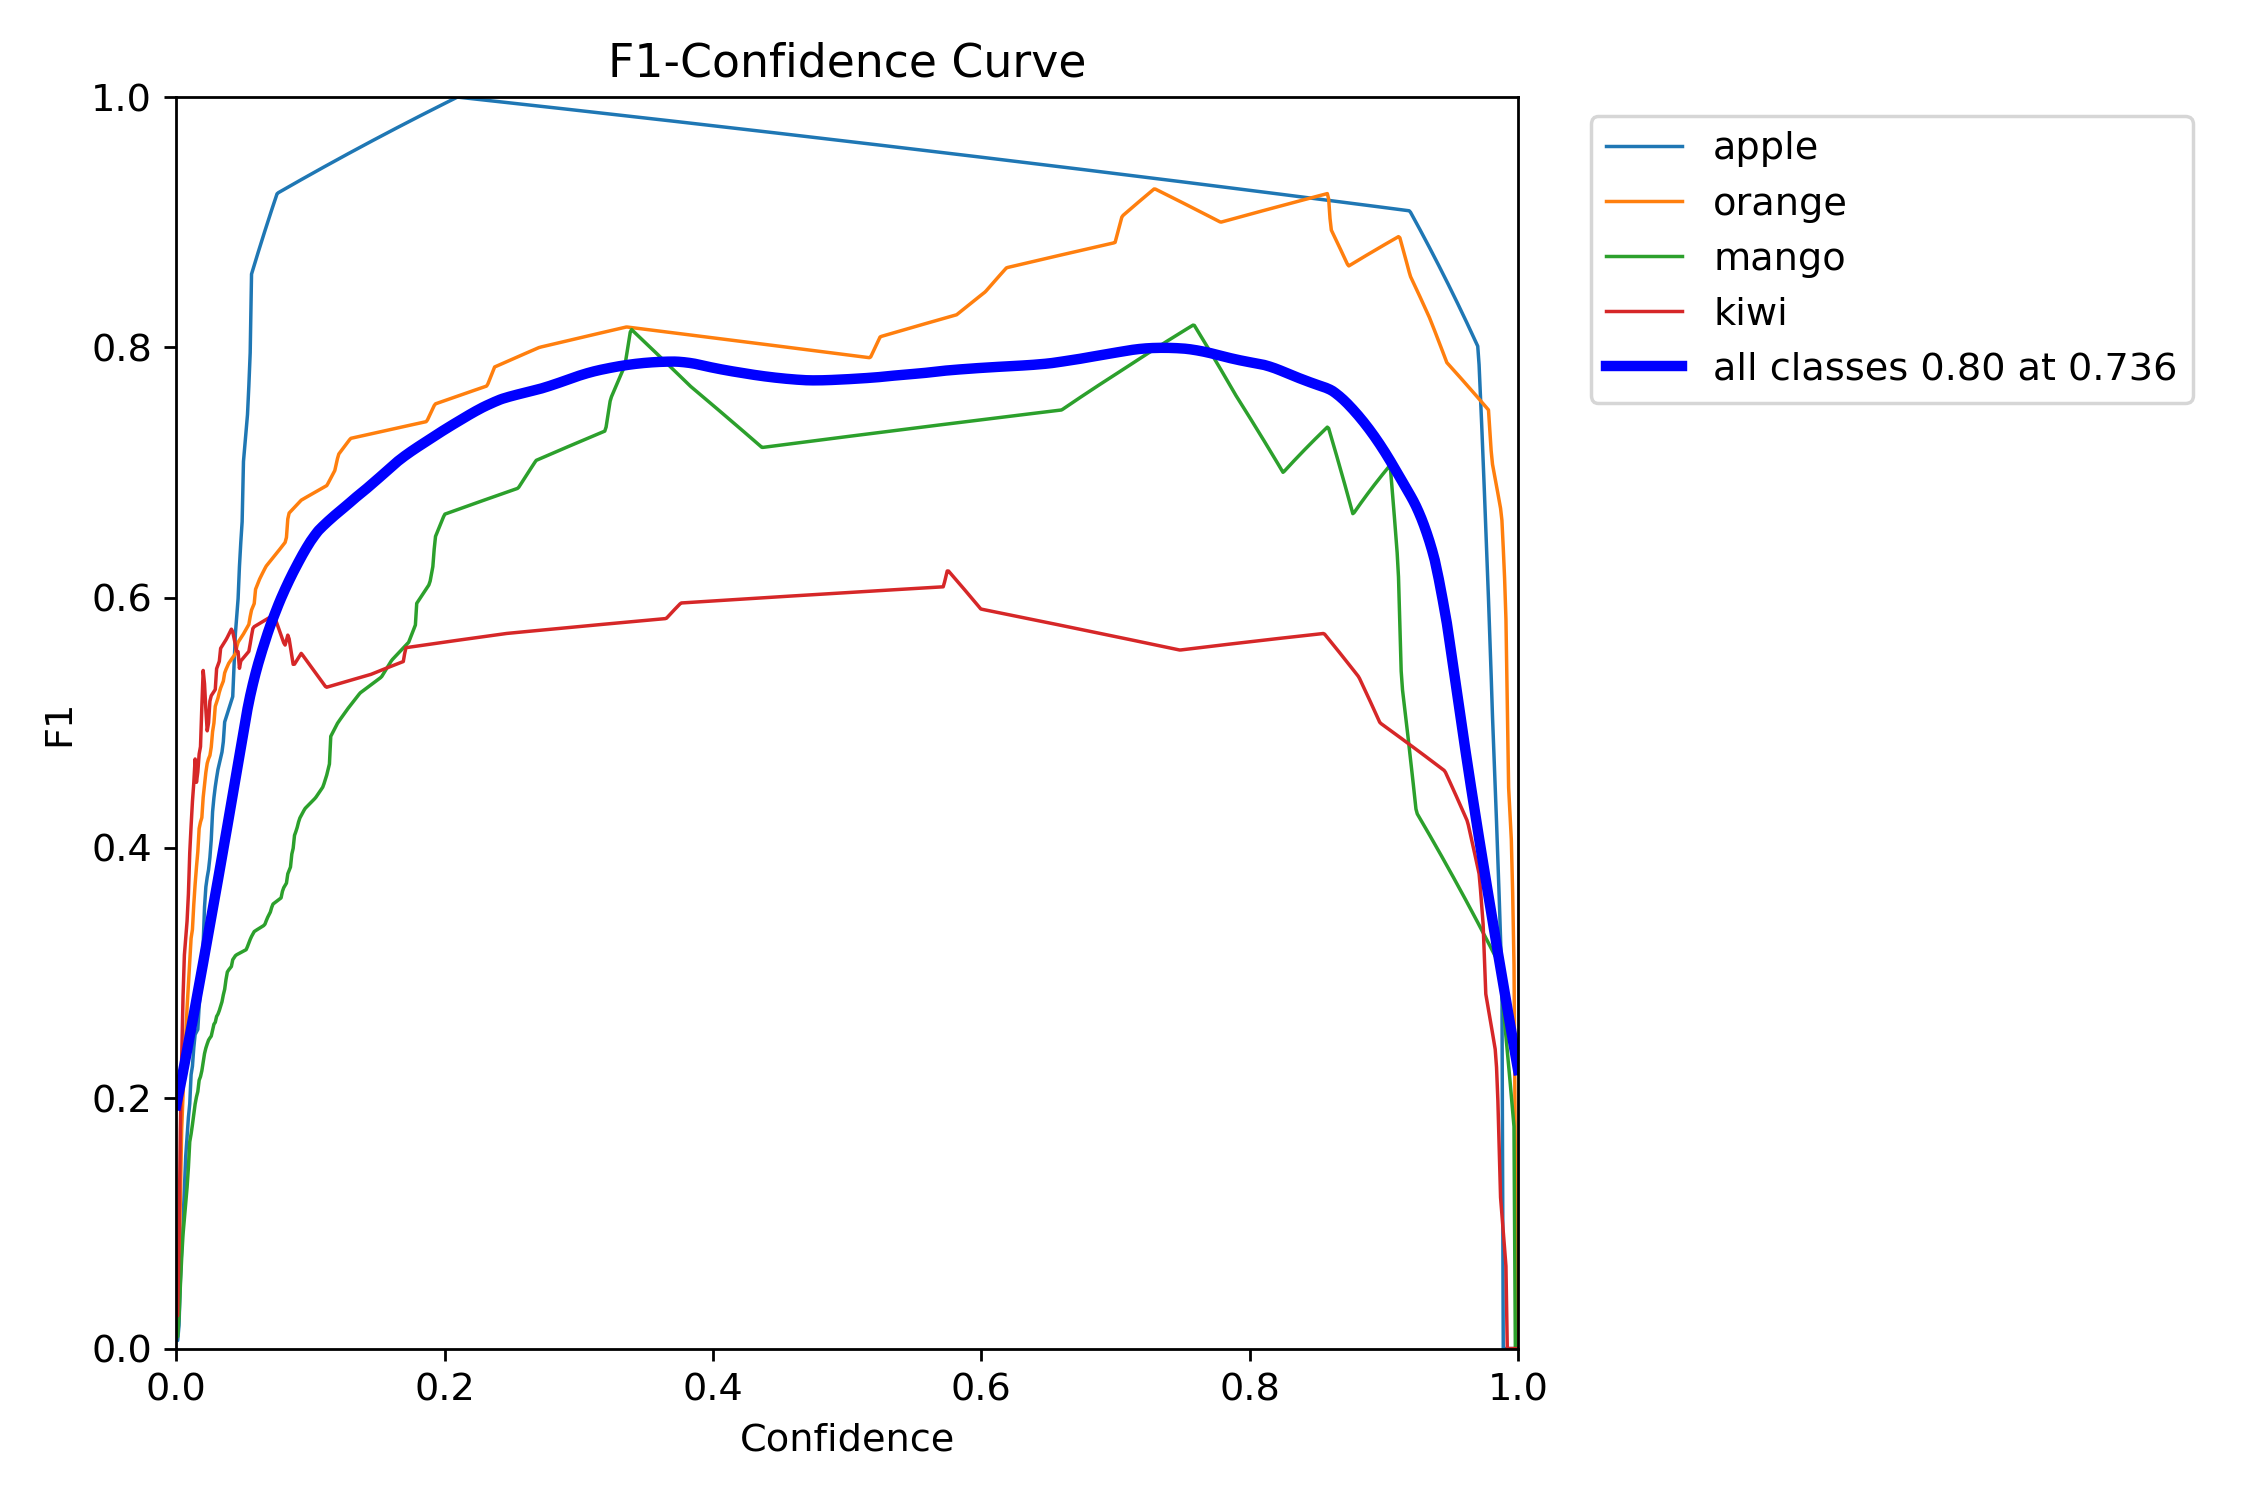 F1-Confidence Curve
1.0
0.8
0.6
0.4
0.2
0.0
F1
0.0 0.2 0.4 0.6 0.8 1.0
Confidence
apple
orange
mango
kiwi
all classes 0.80 at 0.736